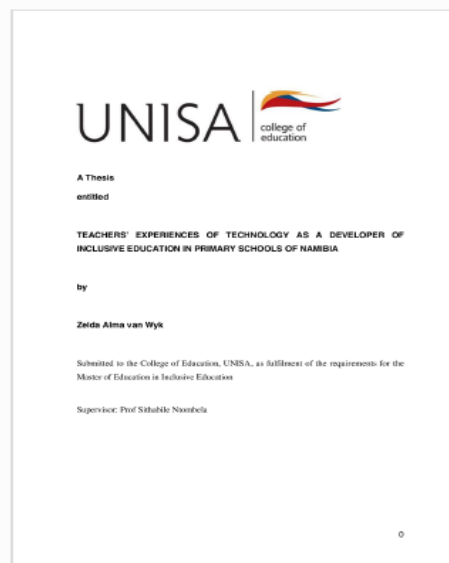 UNISA
college of
education
A Thesis
entitled
TEACHERS' EXPERIENCES OF TECHNOLOGY AS A DEVELOPER OF
INCLUSIVE EDUCATION IN PRIMARY SCHOOLS OF NAMIBIA
by
Zelda Alma van Wyk
Submitted to the College of Education, UNISA, as fulfilment of the requirements for the
Master of Education in Inclusive Education
Supervisor: Prof Sithabile Ntombela
0